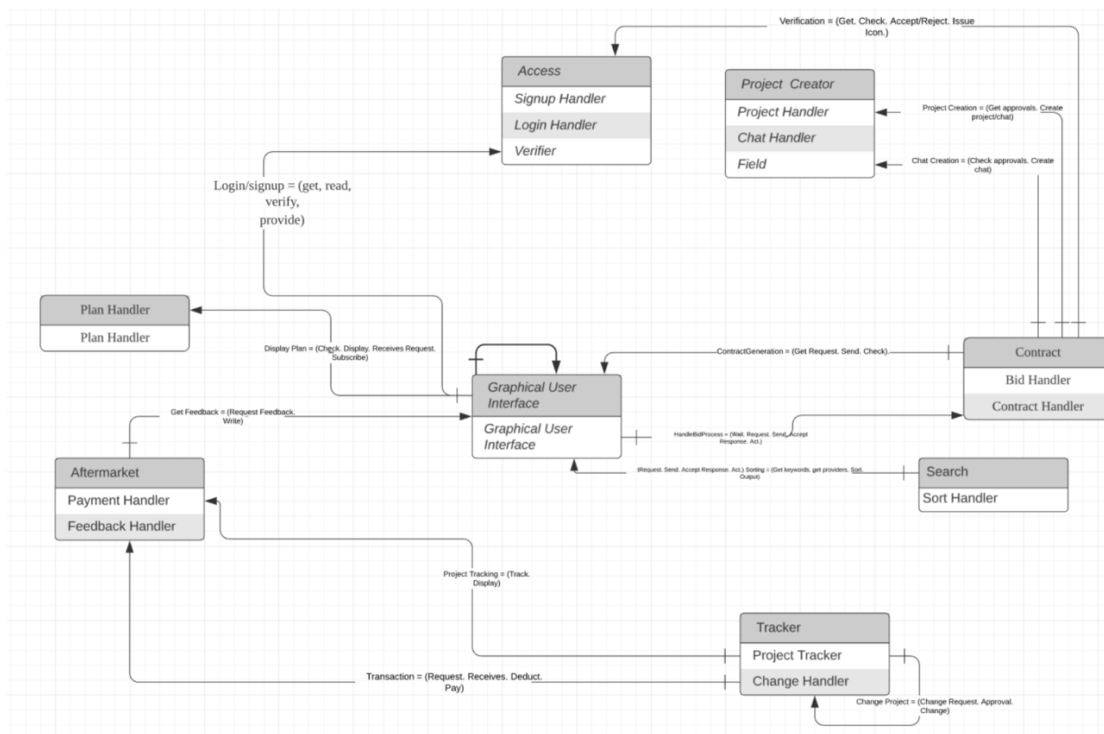 Verification = (Get. Check. Accept/Reject. Issue
Icon.)
Access
Signup Handler
Login Handler
Verifier
Project Creator
Project Handler
Chat Handler
Field
Project Creation = (Get approvals. Create
project/chat)
Chat Creation = (Check approvals. Create
chat)
Login/signup = (get, read,
verify,
provide)
Plan Handler
Plan Handler
Display Plan = (Check. Display. Receives Request.
Subscribe)
ContractGeneration = (Get Request. Send. Check).
Contract
Bid Handler
Contract Handler
Graphical User
Interface
Graphical User
Interface
Get Feedback = (Request Feedback.
Write)
HandleBidProcess = (Wait. Request. Send. Accept
Response. Act.)
Aftermarket
Payment Handler
Feedback Handler
(Request. Send. Accept Response. Act.) Sorting = (Get keywords. get providers. Sort.
Output)
Search
Sort Handler
Project Tracking = (Track.
Display)
Tracker
Project Tracker
Change Handler
Transaction = (Request. Receives. Deduct.
Pay)
Change Project = (Change Request. Approval.
Change)